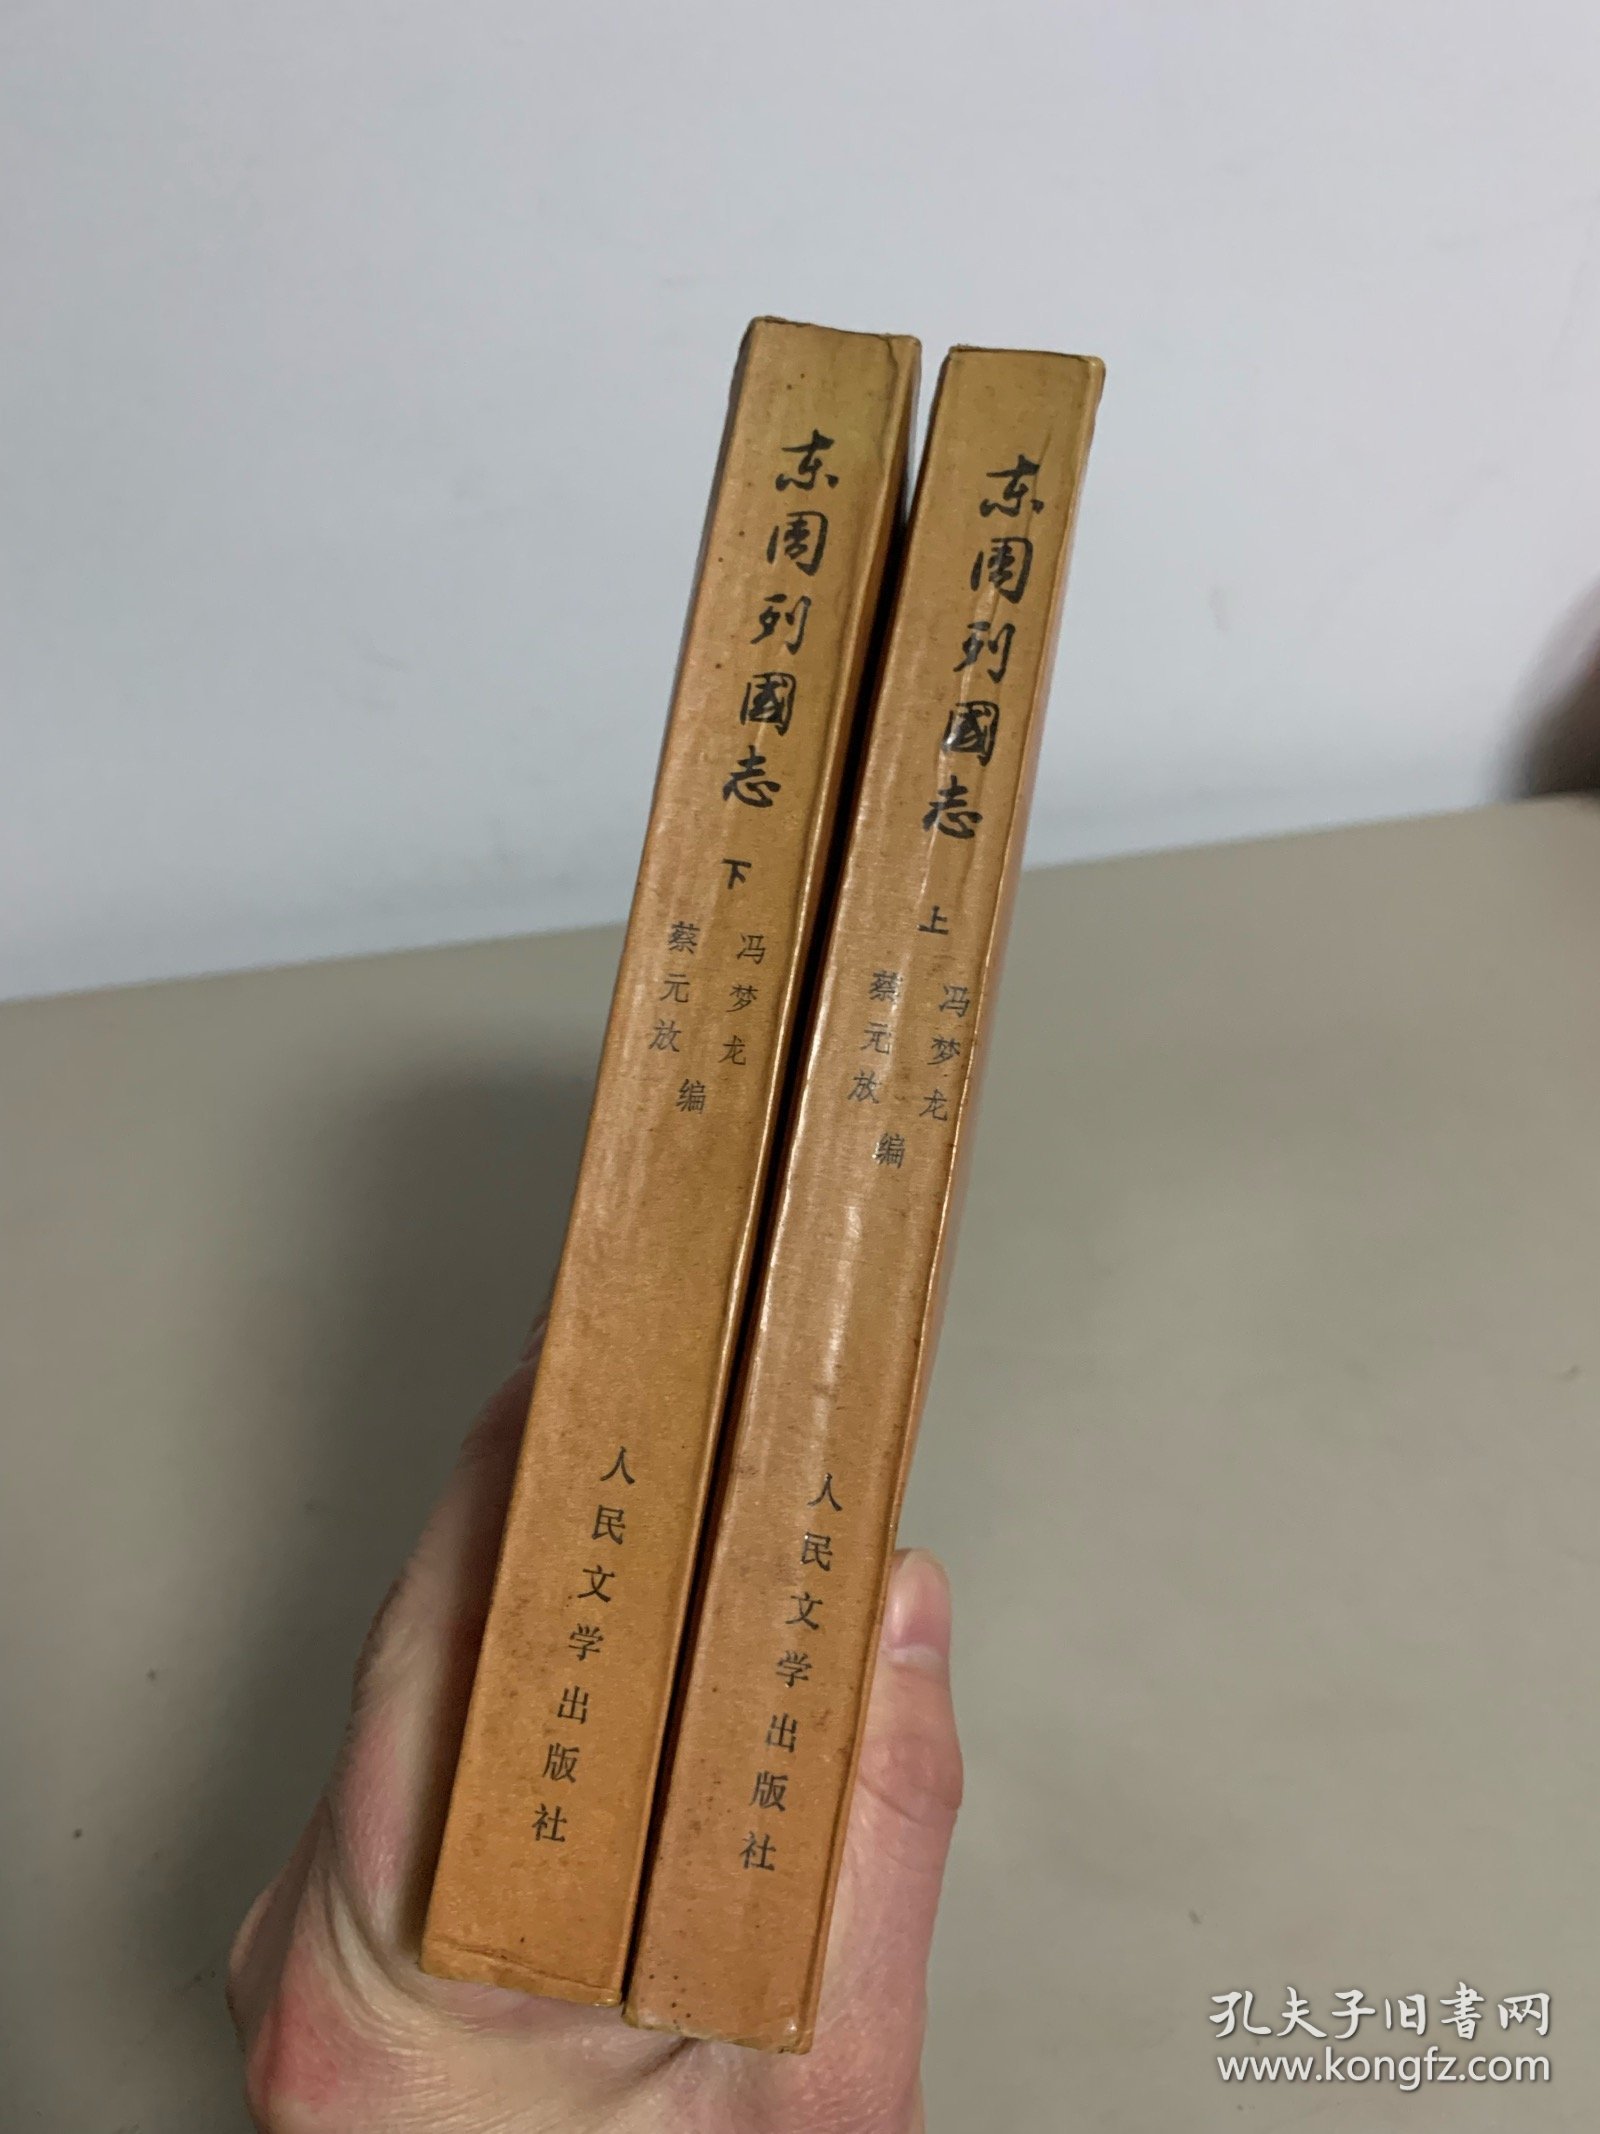 东周列國志
下
冯梦龙
蔡元放
编
人民文学出版社
东周列國志
上
冯梦龙
蔡元放
编
人民文学出版社
孔夫子旧書网
www.kongfz.com